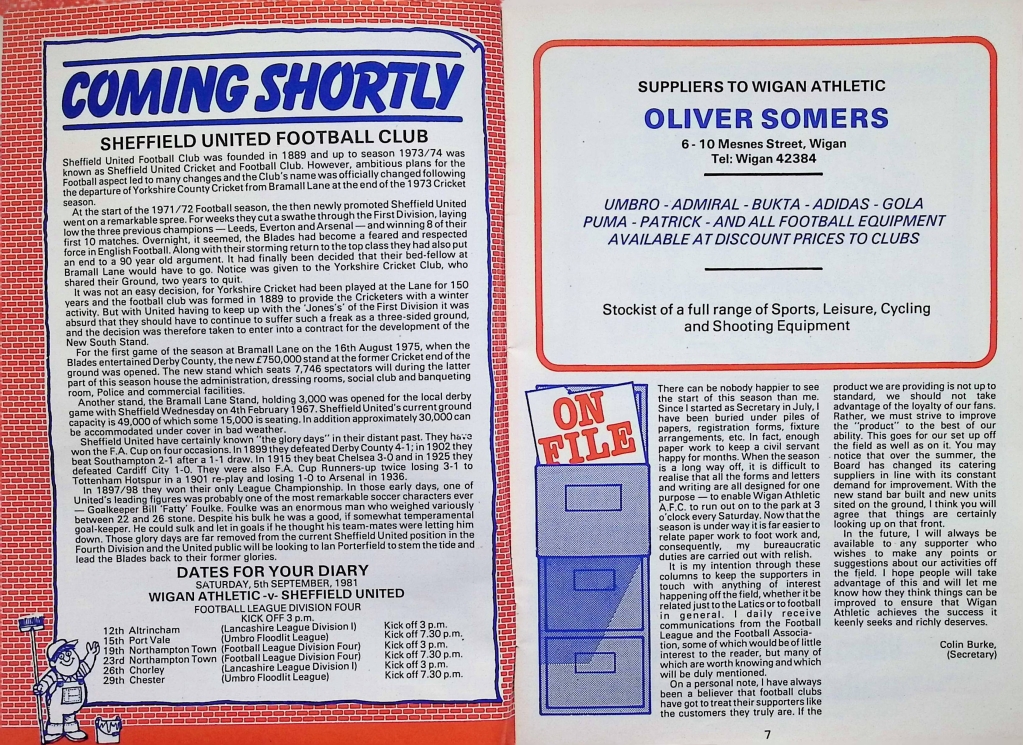 COMING SHORTLY
SHEFFIELD UNITED FOOTBALL CLUB
Sheffield United Football Club was founded in 1889 and up to season 1973/74 was
known as Sheffield United Cricket and Football Club. However, ambitious plans for the
Football aspect led to many changes and the Club's name was officially changed following
the departure of Yorkshire County Cricket from Bramall Lane at the end of the 1973 Cricket
season.
At the start of the 1971/72 Football season, the then newly promoted Sheffield United
went on a remarkable spree. For weeks they cut a swathe through the First Division, laying
low the three previous champions — Leeds, Everton and Arsenal — and winning 8 of their
first 10 matches. Overnight, it seemed, the Blades had become a feared and respected
force in English Football. Along with their storming return to the top class they had also put
an end to a 90 year old argument. It had finally been decided that their bed-fellow at
Bramall Lane would have to go. Notice was given to the Yorkshire Cricket Club, who
shared their Ground, two years to quit.
It was not an easy decision, for Yorkshire Cricket had been played at the Lane for 150
years and the football club was formed in 1889 to provide the Cricketers with a winter
activity. But with United having to keep up with the 'Jones's' of the First Division it was
absurd that they should have to continue to suffer such a freak as a three-sided ground,
and the decision was therefore taken to enter into a contract for the development of the
New South Stand.
For the first game of the season at Bramall Lane on the 16th August 1975, when the
Blades entertained Derby County, the new £750,000 stand at the former Cricket end of the
ground was opened. The new stand which seats 7,746 spectators will during the latter
part of this season house the administration, dressing rooms, social club and banqueting
room, Police and commercial facilities.
Another stand, the Bramall Lane Stand, holding 3,000 was opened for the local derby
game with Sheffield Wednesday on 4th February 1967. Sheffield United's current ground
capacity is 49,000 of which some 15,000 is seating. In addition approximately 30,000 can
be accommodated under cover in bad weather.
Sheffield United have certainly known "the glory days" in their distant past. They have
won the F.A. Cup on four occasions. In 1899 they defeated Derby County 4-1; in 1902 they
beat Southampton 2-1 after a 1-1 draw. In 1915 they beat Chelsea 3-0 and in 1925 they
defeated Cardiff City 1-0. They were also F.A. Cup Runners-up twice losing 3-1 to
Tottenham Hotspur in a 1901 re-play and losing 1-0 to Arsenal in 1936.
In 1897/98 they won their only League Championship. In those early days, one of
United's leading figures was probably one of the most remarkable soccer characters ever
— Goalkeeper Bill 'Fatty' Foulke. Foulke was an enormous man who weighed variously
between 22 and 26 stone. Despite his bulk he was a good, if somewhat temperamental
goal-keeper. He could sulk and let in goals if he thought his team-mates were letting him
down. Those glory days are far removed from the current Sheffield United position in the
Fourth Division and the United public will be looking to Ian Porterfield to stem the tide and
lead the Blades back to their former glories.
DATES FOR YOUR DIARY
SATURDAY, 5TH SEPTEMBER, 1981
WIGAN ATHLETIC -v- SHEFFIELD UNITED
FOOTBALL LEAGUE DIVISION FOUR
KICK OFF 3 p.m.
12th Altrincham (Lancashire League Division I) Kick off 3 p.m.
15th Port Vale (Umbro Floodlit League) Kick off 7.30 p.m.
19th Northampton Town (Football League Division Four) Kick off 3 p.m.
23rd Northampton Town (Football League Division Four) Kick off 7.30 p.m.
26th Chorley (Lancashire League Division I) Kick off 3 p.m.
29th Chester (Umbro Floodlit League) Kick off 7.30 p.m.
SUPPLIERS TO WIGAN ATHLETIC
OLIVER SOMERS
6 - 10 Mesnes Street, Wigan
Tel: Wigan 42384
UMBRO - ADMIRAL - BUKTA - ADIDAS - GOLA
PUMA - PATRICK - AND ALL FOOTBALL EQUIPMENT
AVAILABLE AT DISCOUNT PRICES TO CLUBS
Stockist of a full range of Sports, Leisure, Cycling
and Shooting Equipment
ON
FILE
There can be nobody happier to see
the start of this season than me.
Since I started as Secretary in July, I
have been buried under piles of
papers, registration forms, fixture
arrangements, etc. In fact, enough
paper work to keep a civil servant
happy for months. When the season
is a long way off, it is difficult to
realise that all the forms and letters
and writing are all designed for one
purpose — to enable Wigan Athletic
A.F.C. to run out on to the park at 3
o'clock every Saturday. Now that the
season is under way it is far easier to
relate paper work to foot work and,
consequently, my bureaucratic
duties are carried out with relish.
It is my intention through these
columns to keep the supporters in
touch with anything of interest
happening off the field, whether it be
related just to the Latics or to football
in general. I daily receive
communications from the Football
League and the Football Associa-
tion, some of which would be of little
interest to the reader, but many of
which are worth knowing and which
will be duly mentioned.
On a personal note, I have always
been a believer that football clubs
have got to treat their supporters like
the customers they truly are. If the
product we are providing is not up to
standard, we should not take
advantage of the loyalty of our fans.
Rather, we must strive to improve
the "product" to the best of our
ability. This goes for our set up off
the field as well as on it. You may
notice that over the summer, the
Board has changed its catering
suppliers in line with its constant
demand for improvement. With the
new stand bar built and new units
sited on the ground, I think you will
agree that things are certainly
looking up on that front.
In the future, I will always be
available to any supporter who
wishes to make any points or
suggestions about our activities off
the field. I hope people will take
advantage of this and will let me
know how they think things can be
improved to ensure that Wigan
Athletic achieves the success it
keenly seeks and richly deserves.
Colin Burke,
(Secretary)
7